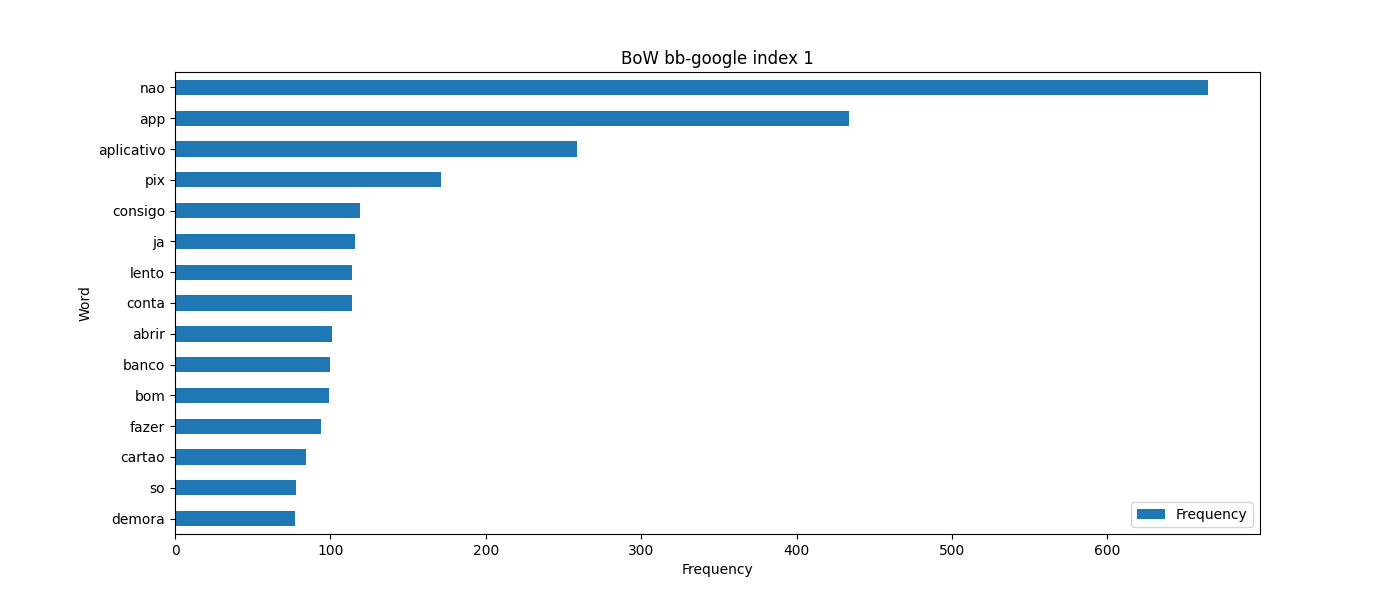 BoW bb-google index 1
Word
nao
app
aplicativo
pix
consigo
ja
lento
conta
abrir
banco
bom
fazer
cartao
so
demora
Frequency
0 100 200 300 400 500 600
Frequency